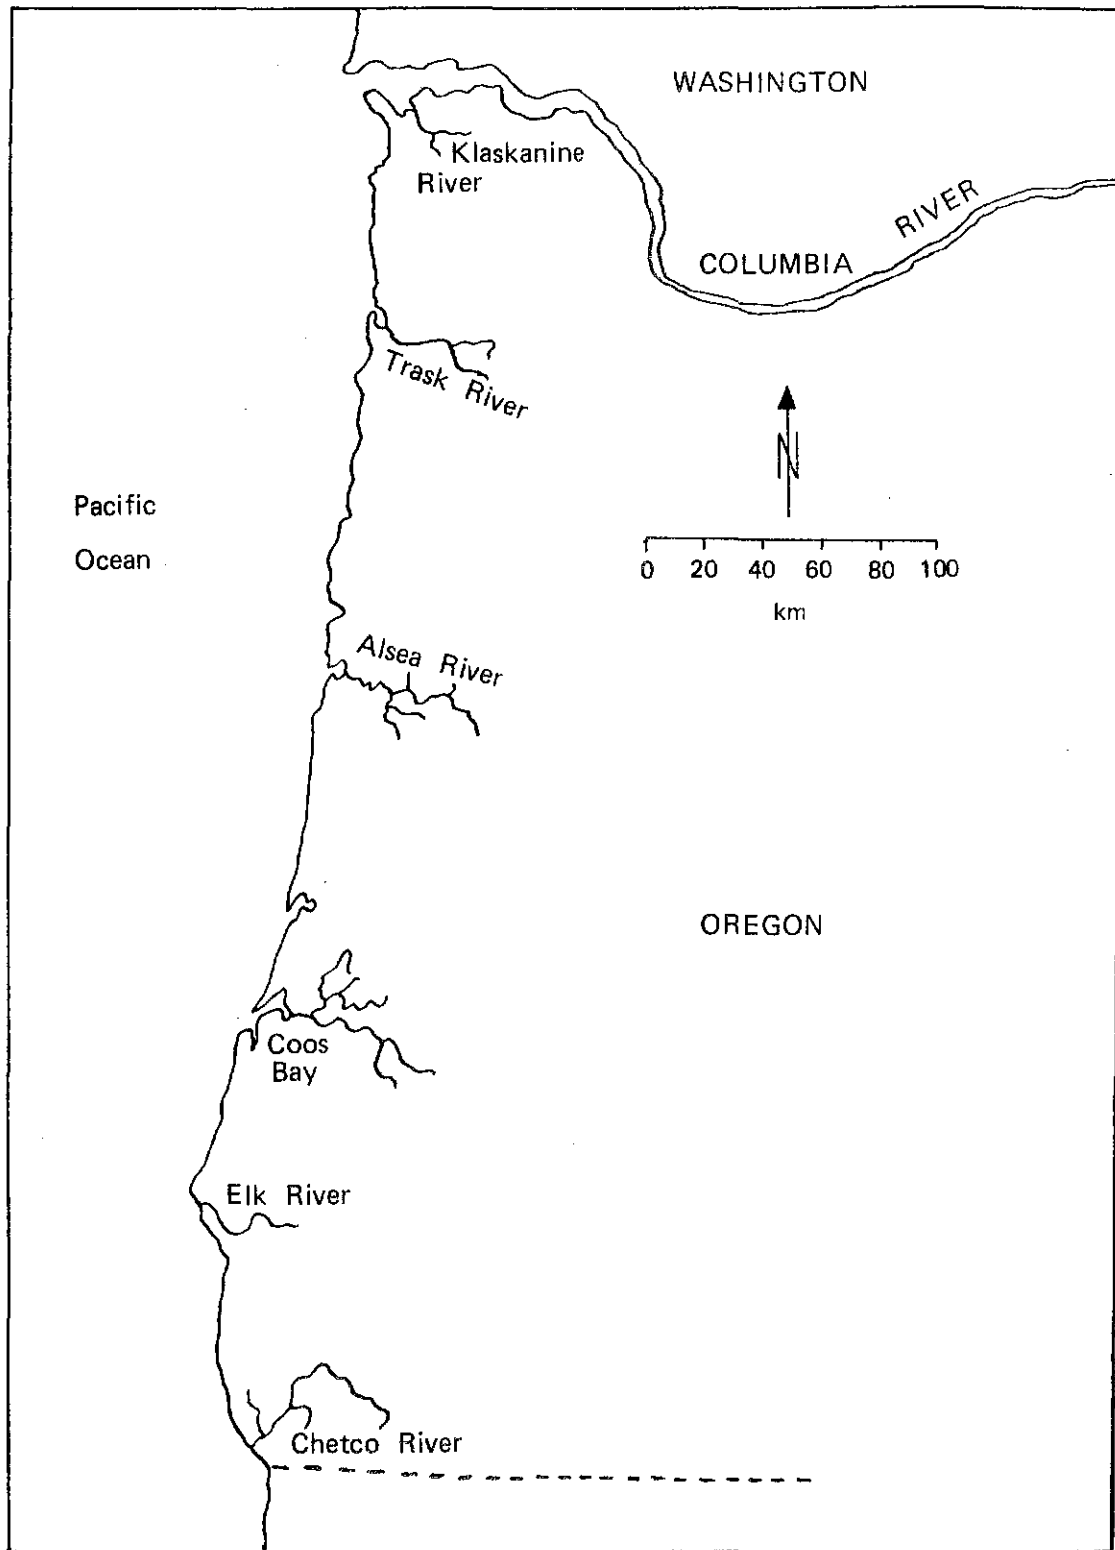 WASHINGTON
Klaskanine
River
RIVER
COLUMBIA
Trask River
N
Pacific
Ocean
0 20 40 60 80 100
km
Alsea River
OREGON
Coos
Bay
Elk River
Chetco River